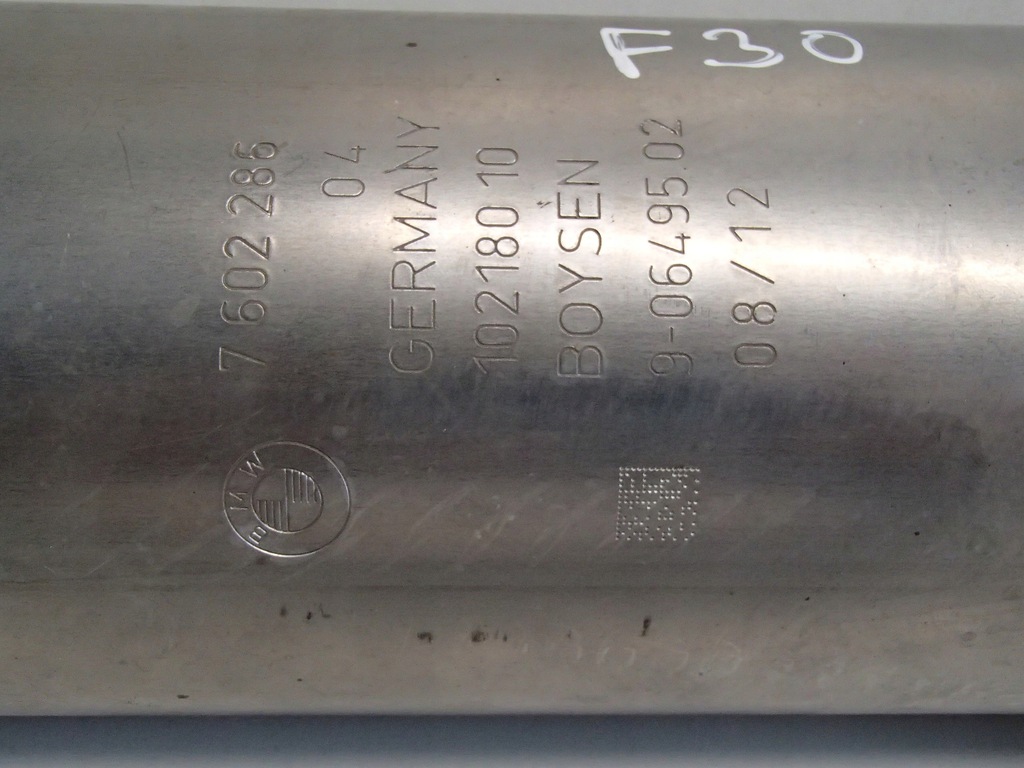 F30
7 602 286
04
GERMANY
102180 10
BOYSEN
9-06495.02
08/12
BMW